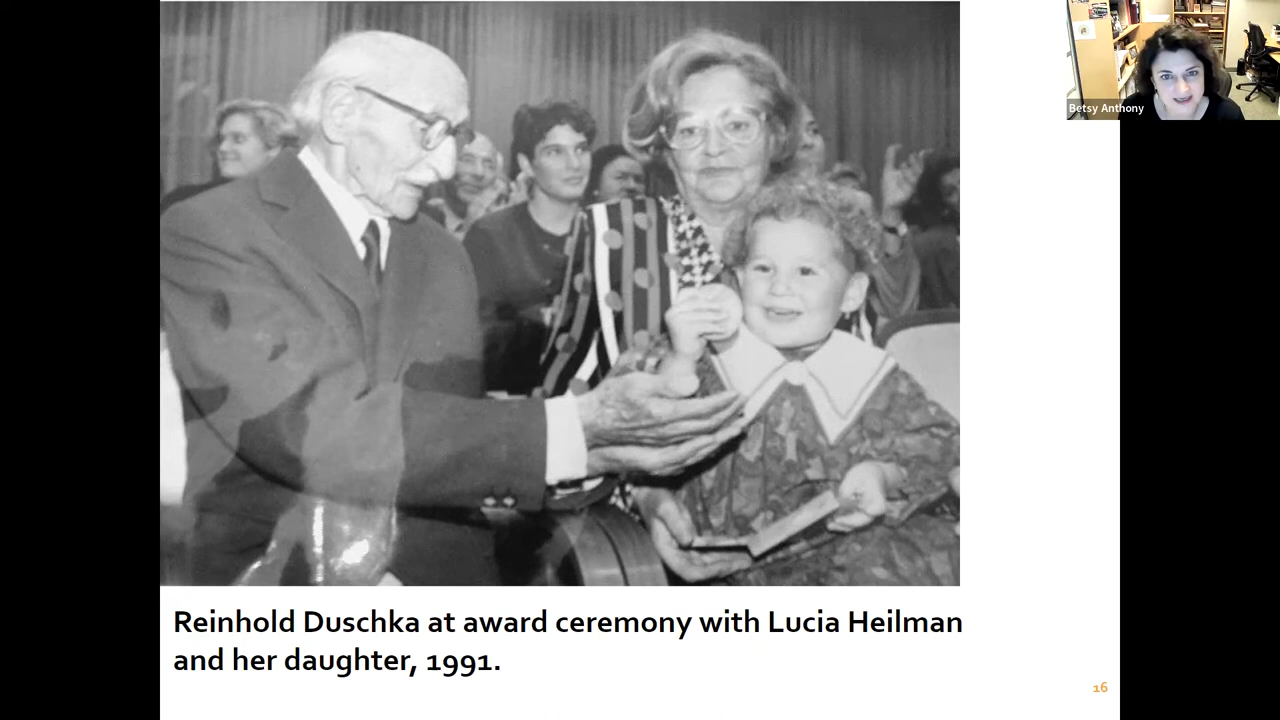 Betsy Anthony
Reinhold Duschka at award ceremony with Lucia Heilman
and her daughter, 1991.
16